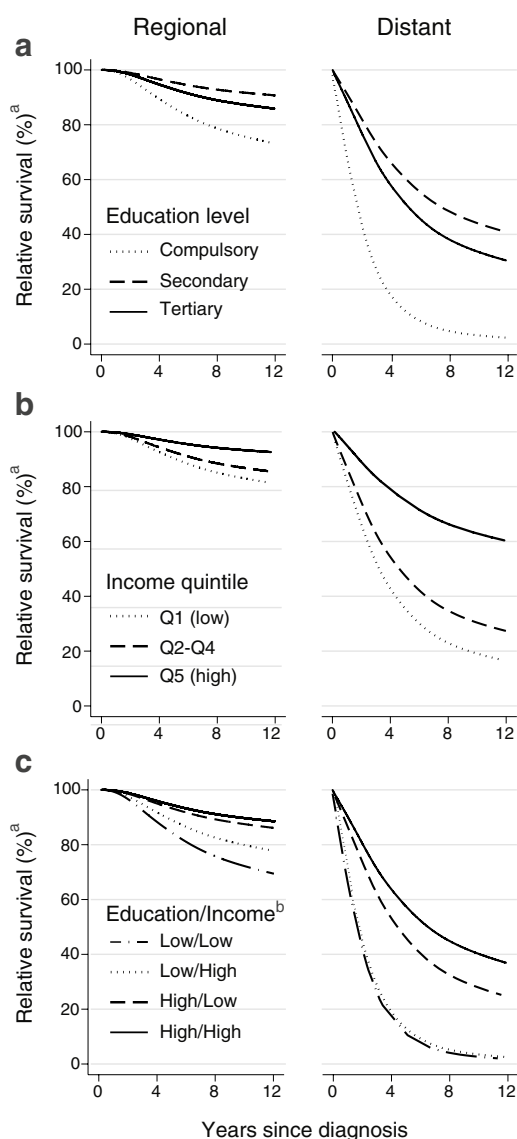 Regional
Distant
a
Relative survival (%)a
100
80
60
40
20
0
Education level
Compulsory
Secondary
Tertiary
0 4 8 12
0 4 8 12
b
Relative survival (%)a
100
80
60
40
20
0
Income quintile
Q1 (low)
Q2-Q4
Q5 (high)
0 4 8 12
0 4 8 12
c
Relative survival (%)a
100
80
60
40
20
0
Education/Incomeb
Low/Low
Low/High
High/Low
High/High
0 4 8 12
0 4 8 12
Years since diagnosis